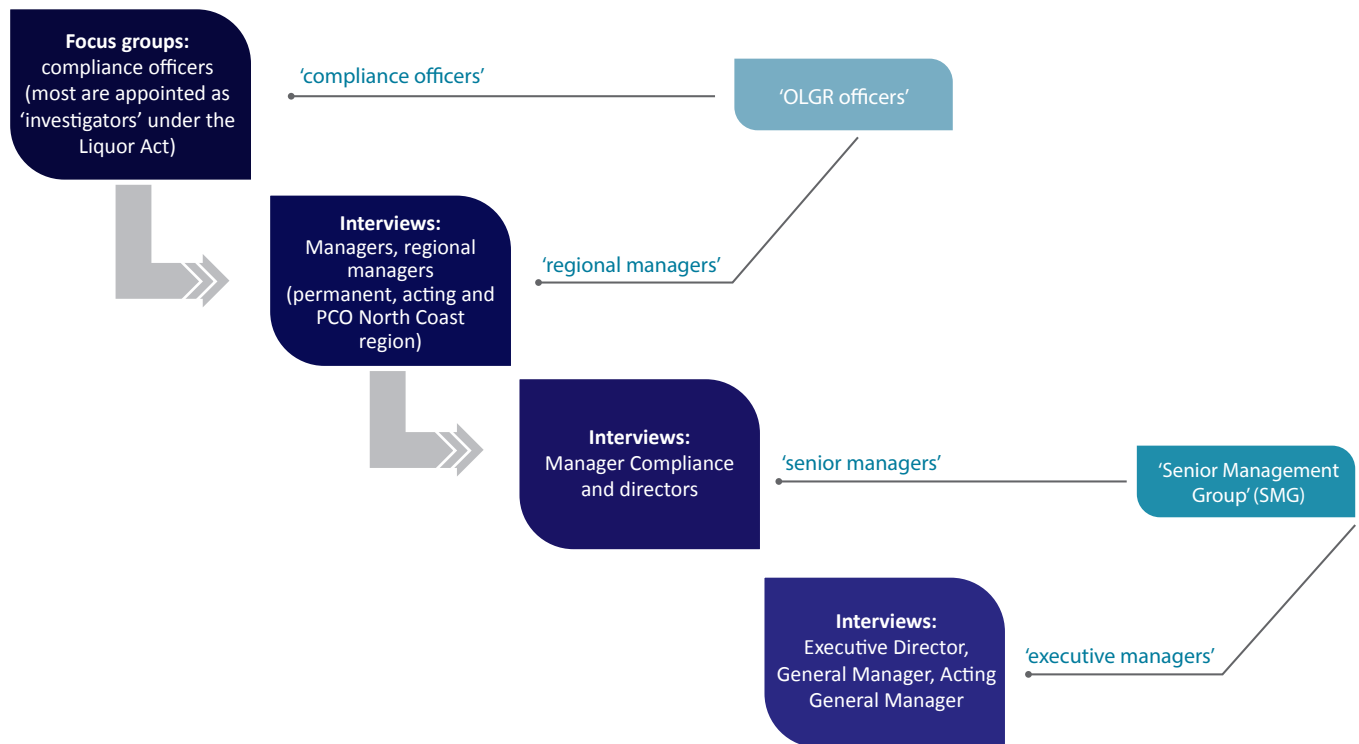 Focus groups:
compliance officers
(most are appointed as
‘investigators’ under the
Liquor Act)
‘compliance officers’
‘OLGR officers’
Interviews:
Managers, regional
managers
(permanent, acting and
PCO North Coast
region)
‘regional managers’
Interviews:
Manager Compliance
and directors
‘senior managers’
‘Senior Management
Group’ (SMG)
Interviews:
Executive Director,
General Manager, Acting
General Manager
‘executive managers’